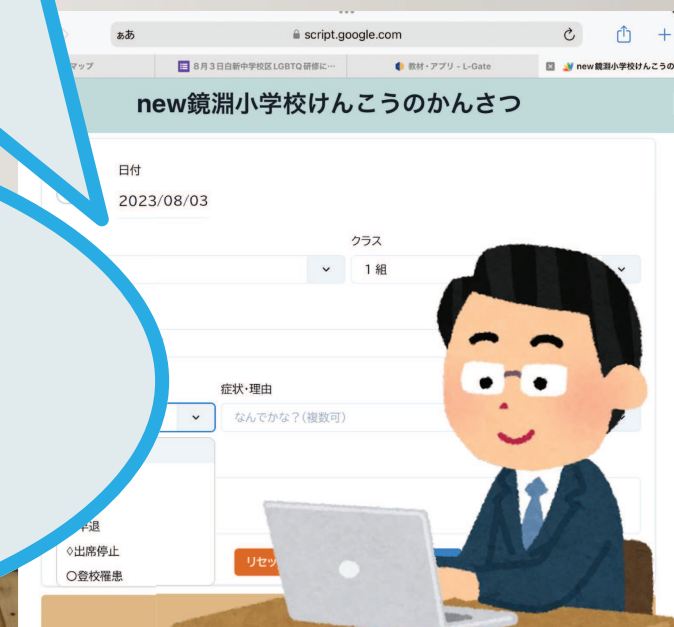 ぁあ
script.google.com
マップ
8月3日白新中学校区LGBTQ研修に…
教材・アプリ - L-Gate
new鏡淵小学校けんこうの
new鏡淵小学校けんこうのかんさつ
日付
2023/08/03
クラス
1組
症状・理由
なんでかな?(複数可)
早退
◊出席停止
〇登校罹患
リセッ